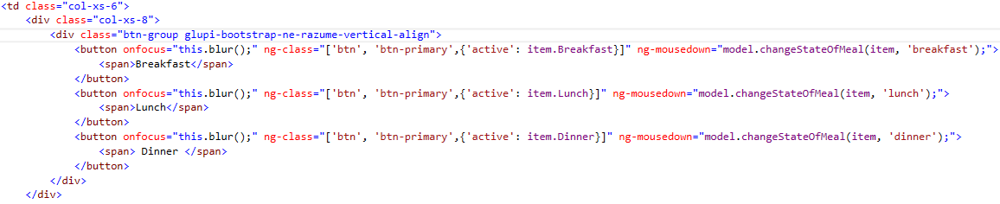 <td class="col-xs-6">
<div class="col-xs-8">
<div class="btn-group glupi-bootstrap-ne-razume-vertical-align">
<button onfocus="this.blur();" ng-class="['btn', 'btn-primary',{'active': item.Breakfast}]" ng-mousedown="model.changeStateOfMeal(item, 'breakfast');">
<span>Breakfast</span>
</button>
<button onfocus="this.blur();" ng-class="['btn', 'btn-primary',{'active': item.Lunch}]" ng-mousedown="model.changeStateOfMeal(item, 'lunch');">
<span>Lunch</span>
</button>
<button onfocus="this.blur();" ng-class="['btn', 'btn-primary',{'active': item.Dinner}]" ng-mousedown="model.changeStateOfMeal(item, 'dinner');">
<span> Dinner </span>
</button>
</div>
</div>